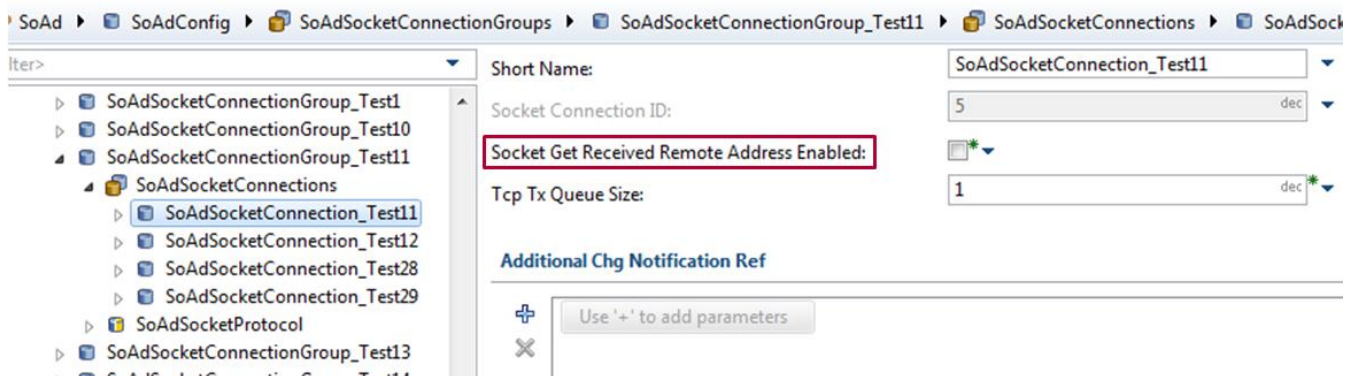 SoAd SoAdConfig SoAdSocketConnectionGroups SoAdSocketConnectionGroup_Test11 SoAdSocketConnections SoAdSock
lter>
Short Name: SoAdSocketConnection_Test11
SoAdSocketConnectionGroup_Test1
Socket Connection ID: 5 dec
SoAdSocketConnectionGroup_Test10
SoAdSocketConnectionGroup_Test11
Socket Get Received Remote Address Enabled: *
SoAdSocketConnections
Tcp Tx Queue Size: 1 dec *
SoAdSocketConnection_Test11
SoAdSocketConnection_Test12
Additional Chg Notification Ref
SoAdSocketConnection_Test28
SoAdSocketConnection_Test29
Use '+' to add parameters
SoAdSocketProtocol
SoAdSocketConnectionGroup_Test13